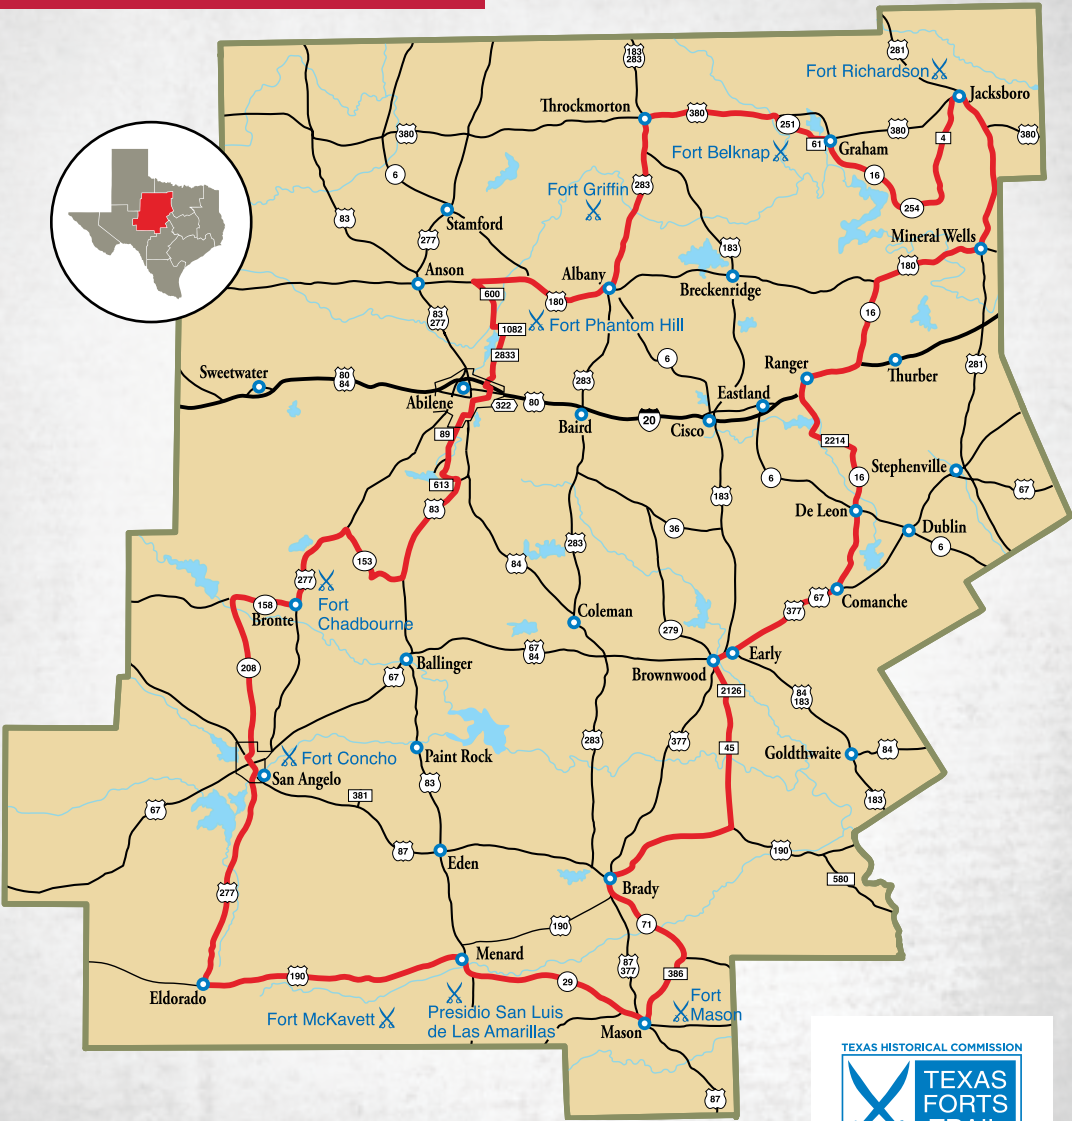 281
183
283
Fort Richardson
Jacksboro
Throckmorton
380
251
380
4
380
380
61
Graham
Fort Belknap
6
16
283
Fort Griffin
254
83
Stamford
277
183
Mineral Wells
Anson
Albany
180
Breckenridge
600
180
83
277
Fort Phantom Hill
16
1082
2833
6
Ranger
281
Thurber
Sweetwater
80
84
283
Eastland
Abilene
322
80
20
Baird
Cisco
89
2214
Stephenville
613
6
16
67
183
83
De Leon
36
Dublin
283
6
153
84
277
Fort
Chadbourne
67
Comanche
158
377
Bronte
Coleman
279
67
84
Early
208
Ballinger
Brownwood
67
2126
84
183
283
377
45
Goldthwaite
84
Fort Concho
Paint Rock
San Angelo
83
381
183
67
87
190
Eden
580
277
Brady
190
71
Menard
87
377
386
190
29
Eldorado
Fort McKavett
Presidio San Luis
de Las Amarillas
Fort
Mason
Mason
87
TEXAS HISTORICAL COMMISSION
TEXAS
FORTS
TRAIL